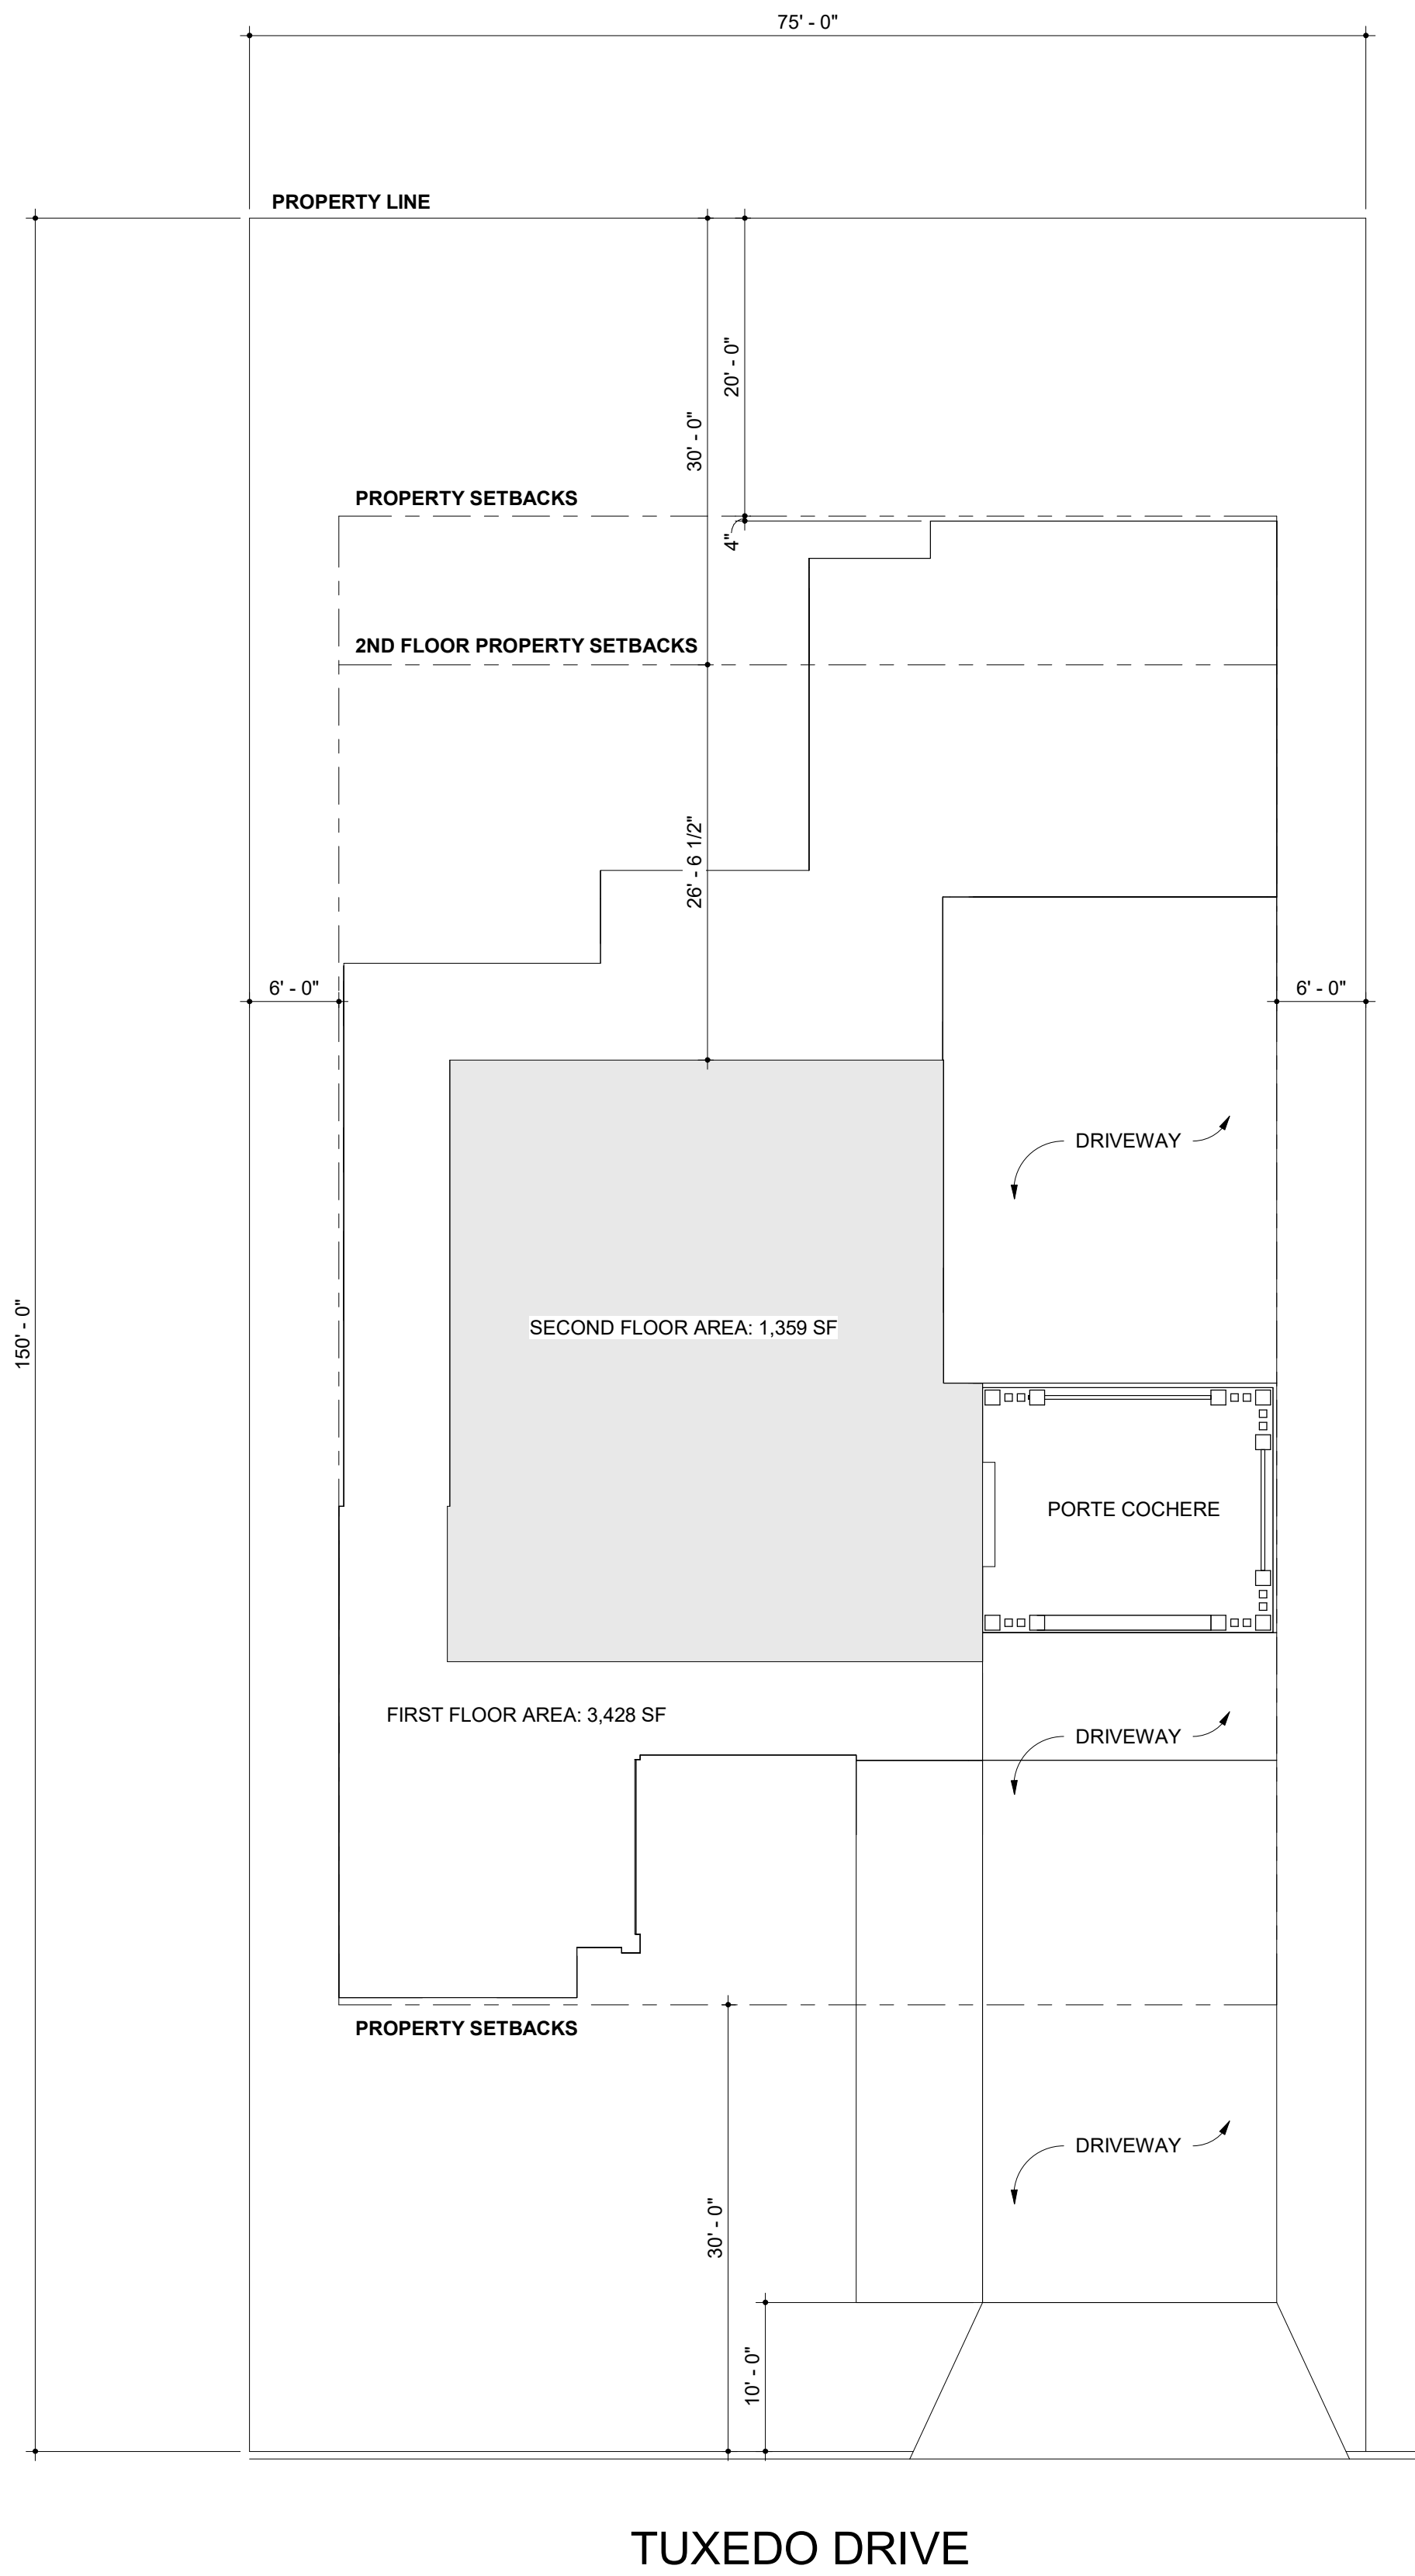 75' - 0"
PROPERTY LINE
20' - 0"
30' - 0"
PROPERTY SETBACKS
4"
2ND FLOOR PROPERTY SETBACKS
26' - 6 1/2"
6' - 0"
6' - 0"
DRIVEWAY
150' - 0"
SECOND FLOOR AREA: 1,359 SF
PORTE COCHERE
FIRST FLOOR AREA: 3,428 SF
DRIVEWAY
PROPERTY SETBACKS
DRIVEWAY
30' - 0"
10' - 0"
TUXEDO DRIVE